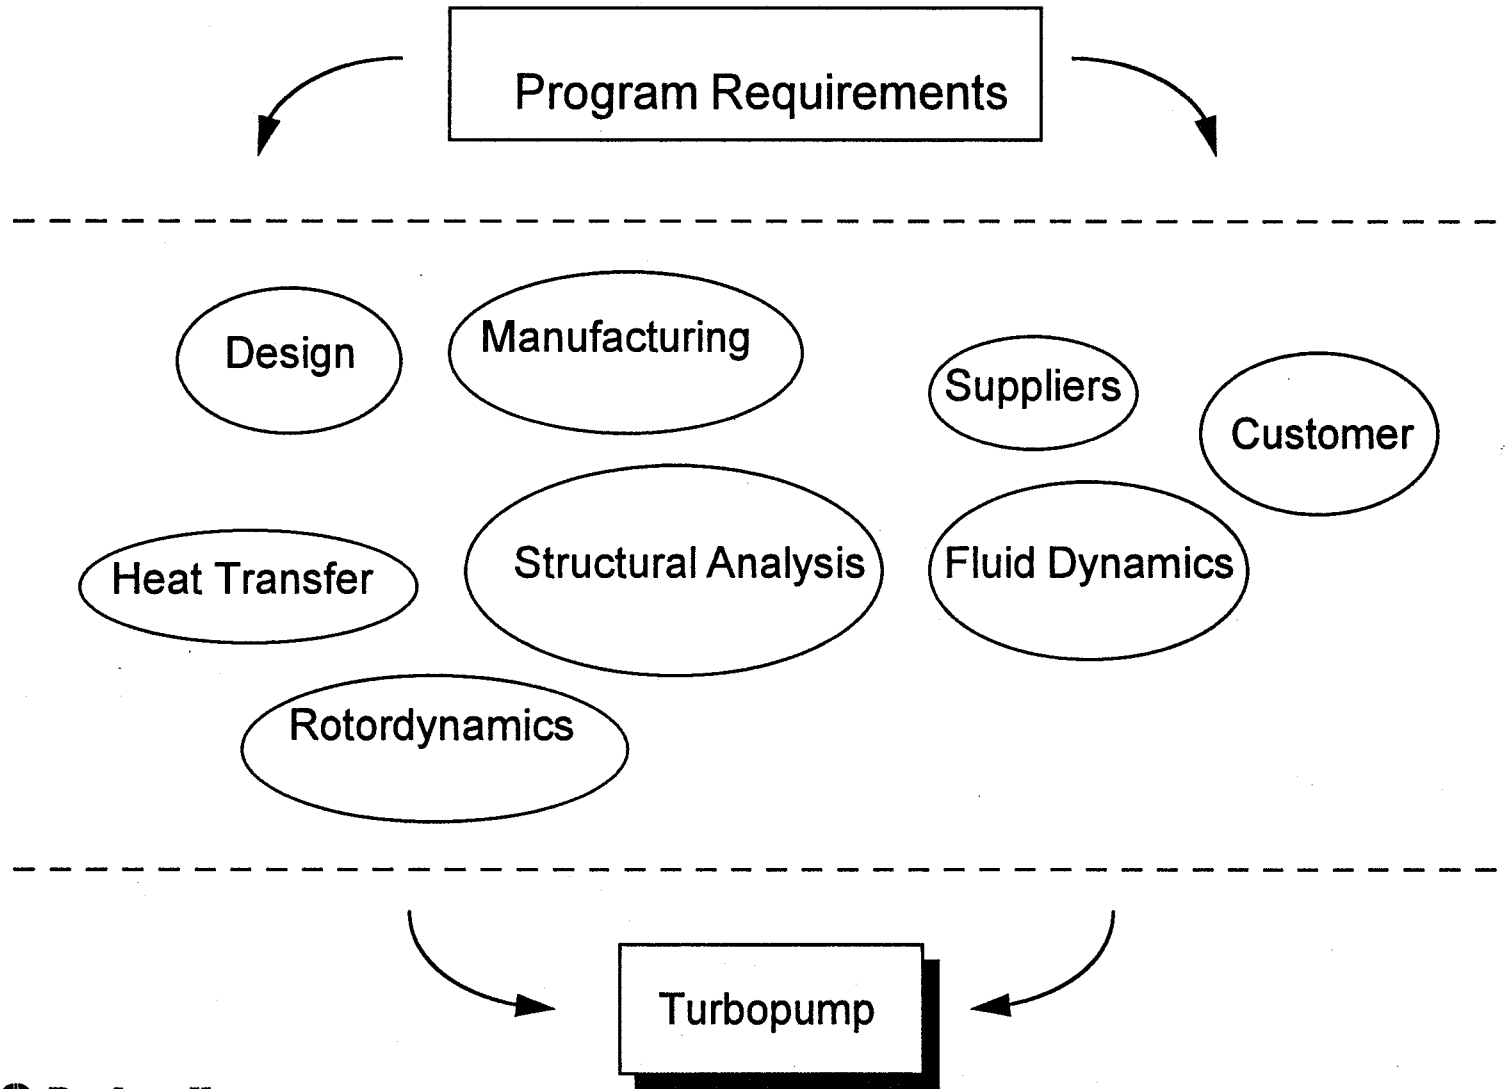 Program Requirements
Design
Manufacturing
Suppliers
Customer
Heat Transfer
Structural Analysis
Fluid Dynamics
Rotordynamics
Turbopump